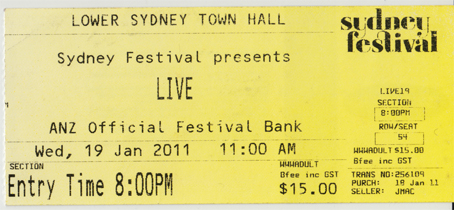 LOWER SYDNEY TOWN HALL
sydney
festival
Sydney Festival presents
LIVE
LIVE19
SECTION
8:00PM
ROW/SEAT
54
ANZ Official Festival Bank
Wed, 19 Jan 2011 11:00 AM
WWWADULT $15.00
Bfee inc GST
SECTION
Entry Time 8:00PM
WWWADULT
Bfee inc GST
$15.00
TRANS NO:256109
PURCH: 18 Jan 11
SELLER: JMAC